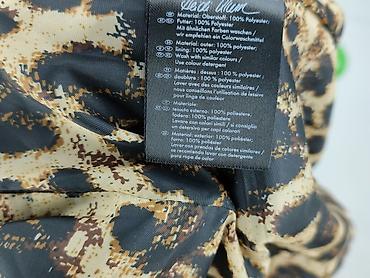 Material: Oberstoff: 100% Polyester
Futter: 100% Polyester
Mit ähnlichen Farben waschen /
wir empfehlen ein Colorwaschmittel
Material: outer: 100% polyester
lining: 100% polyester
Wash with similar colours /
Use colour detergent
Matières : dessus : 100% polyester
doublure : 100 % polyester
Laver avec des couleurs similaires /
nous conseillons l'utilisation de lessive
pour linge de couleur
Materiale:
tessuto esterno: 100% poliestere
fodera: 100% poliestere
Lavare con colori simili / si consiglia
un detersivo per capi colorati
Material: exterior: 100% poliéster
forro: 100% poliéster
Lavar con prendas de colores similares /
se recomienda lavar con detergente
para ropa de color